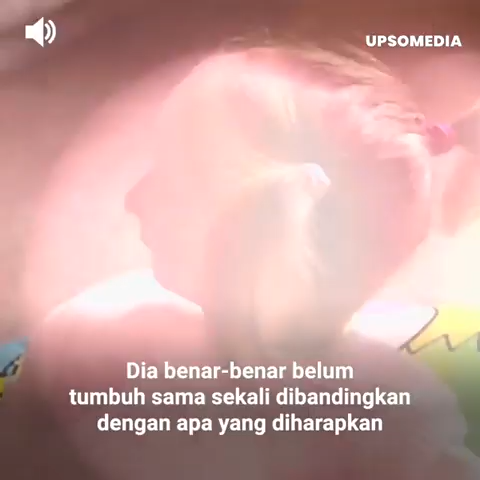 UPSOMEDIA
Dia benar-benar belum
tumbuh sama sekali dibandingkan
dengan apa yang diharapkan